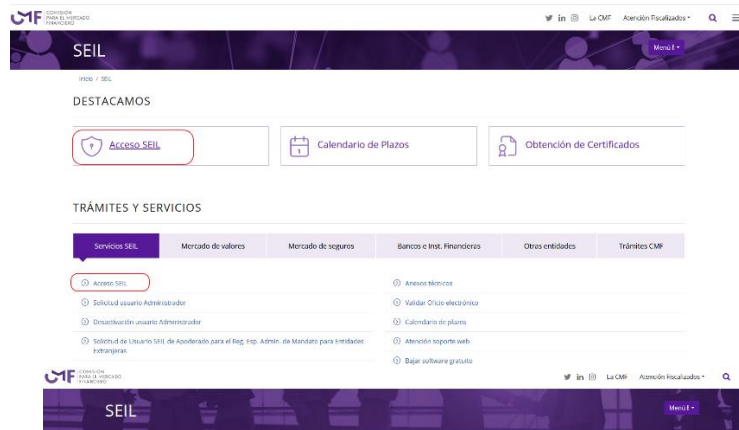 CMF COMISIÓN
PARA EL MERCADO
FINANCIERO
La CMF Atención Fiscalizados
SEIL
Menú
Inicio / SEIL
DESTACAMOS
Acceso SEIL
Calendario de Plazos
Obtención de Certificados
TRÁMITES Y SERVICIOS
Servicios SEIL Mercado de valores Mercado de seguros Bancos e Inst. Financieras Otras entidades Trámites CMF
Acceso SEIL
Solicitud usuario Administrador
Desactivación usuario Administrador
Solicitud de Usuario SEIL de Apoderado para el Reg. Esp. Admin. de Mandato para Entidades
Extranjeras
Anexos técnicos
Validar Oficio electrónico
Calendario de plazos
Atención soporte web
Bajar software gratuito
CMF COMISIÓN
PARA EL MERCADO
FINANCIERO
La CMF Atención Fiscalizados
SEIL
Menú